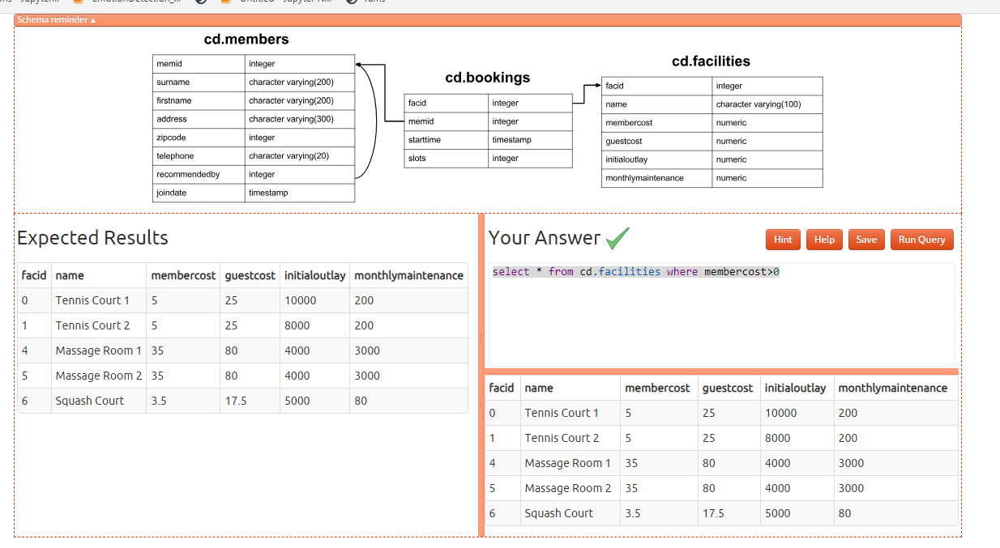 Schema reminder ▲
cd.members
memid integer
surname character varying(200)
firstname character varying(200)
address character varying(300)
zipcode integer
telephone character varying(20)
recommendedby integer
joindate timestamp
cd.bookings
facid integer
memid integer
starttime timestamp
slots integer
cd.facilities
facid integer
name character varying(100)
membercost numeric
guestcost numeric
initialoutlay numeric
monthlymaintenance numeric
Expected Results
facid name membercost guestcost initialoutlay monthlymaintenance
0 Tennis Court 1 5 25 10000 200
1 Tennis Court 2 5 25 8000 200
4 Massage Room 1 35 80 4000 3000
5 Massage Room 2 35 80 4000 3000
6 Squash Court 3.5 17.5 5000 80
Your Answer
Hint Help Save Run Query
select * from cd.facilities where membercost>0
facid name membercost guestcost initialoutlay monthlymaintenance
0 Tennis Court 1 5 25 10000 200
1 Tennis Court 2 5 25 8000 200
4 Massage Room 1 35 80 4000 3000
5 Massage Room 2 35 80 4000 3000
6 Squash Court 3.5 17.5 5000 80